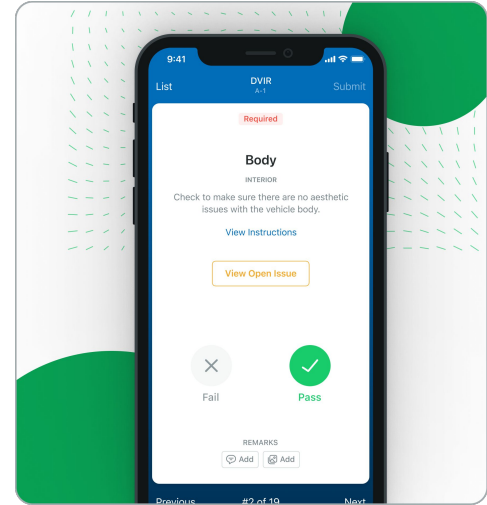 9:41
List
DVIR
Submit
A-1
Required
Body
INTERIOR
Check to make sure there are no aesthetic
issues with the vehicle body.
View Instructions
View Open Issue
Fail
Pass
REMARKS
Add
Add
Previous
#2 of 19
Next